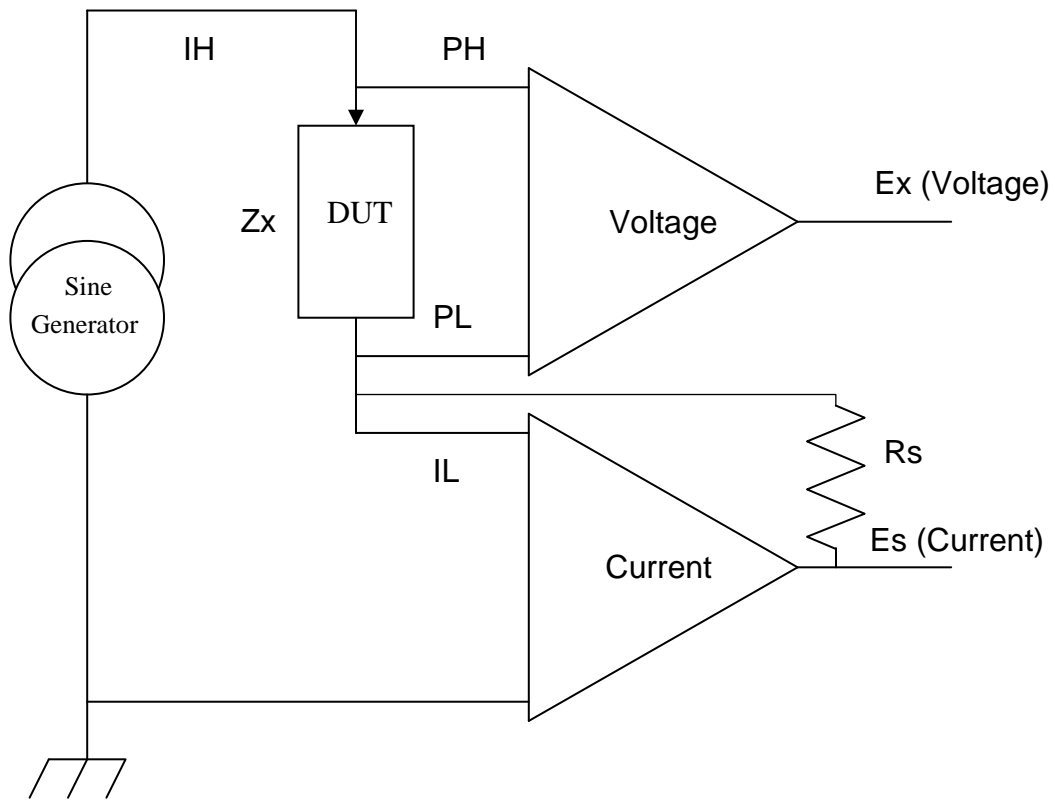 IH
PH
Ex (Voltage)
Zx
DUT
Voltage
Sine
Generator
PL
IL
Rs
Es (Current)
Current